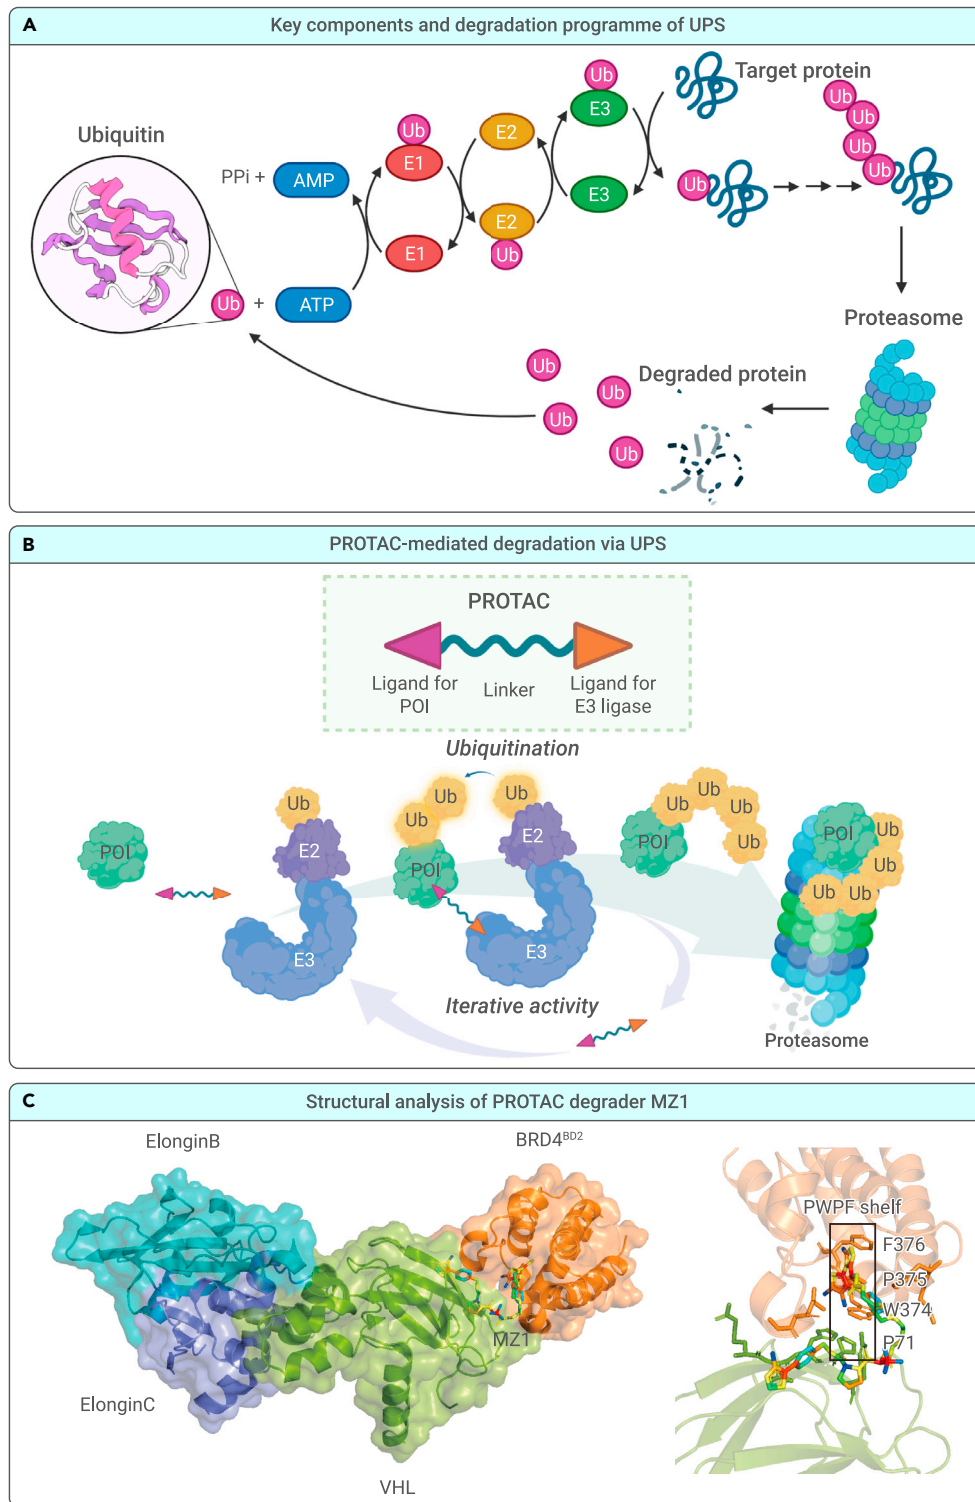 A
Key components and degradation programme of UPS
Ubiquitin
PPi +
AMP
Ub
E1
E2
Ub
E3
Target protein
Ub
Ub
Ub
Ub
Ub
E1
E2
Ub
E3
Ub
+
ATP
Proteasome
Ub
Ub
Ub
Ub
Degraded protein
B
PROTAC-mediated degradation via UPS
PROTAC
Ligand for
POI
Linker
Ligand for
E3 ligase
Ubiquitination
POI
Ub
E2
E3
Ub
Ub
POI
Ub
E2
E3
Ub
Ub
Ub
Ub
POI
POI
Ub
Ub
Ub
Ub
Iterative activity
Proteasome
C
Structural analysis of PROTAC degrader MZ1
ElonginB
BRD4BD2
MZ1
ElonginC
VHL
PWPF shelf
F376
P375
W374
P71